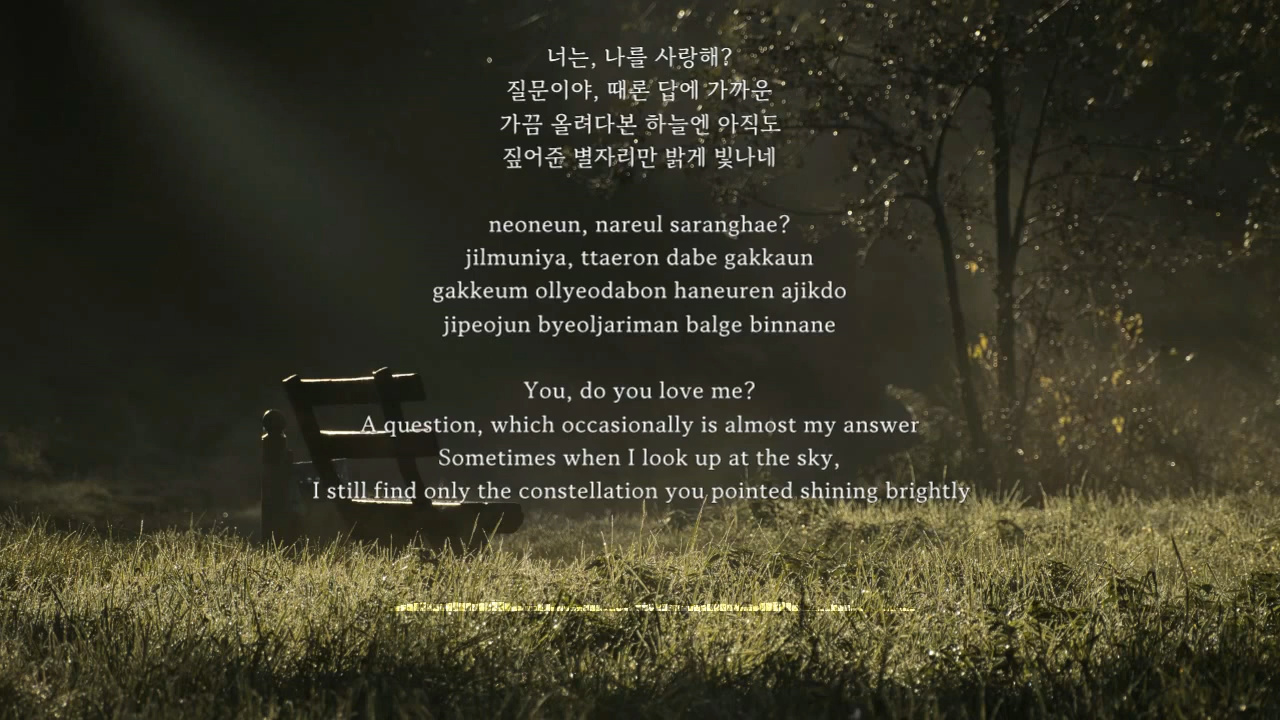 너는, 나를 사랑해?
질문이야, 때론 답에 가까운
가끔 올려다본 하늘엔 아직도
짚어준 별자리만 밝게 빛나네
neoneun, nareul saranghae?
jilmuniya, ttaeron dabe gakkaun
gakkeum ollyeodabon haneuren ajikdo
jipeojun byeoljariman balge binnane
You, do you love me?
A question, which occasionally is almost my answer
Sometimes when I look up at the sky,
I still find only the constellation you pointed shining brightly